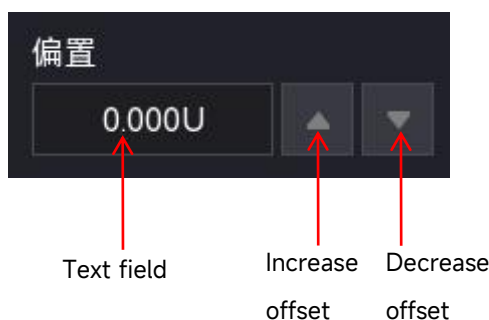 偏置
0.000U
Text field
Increase offset
Decrease offset